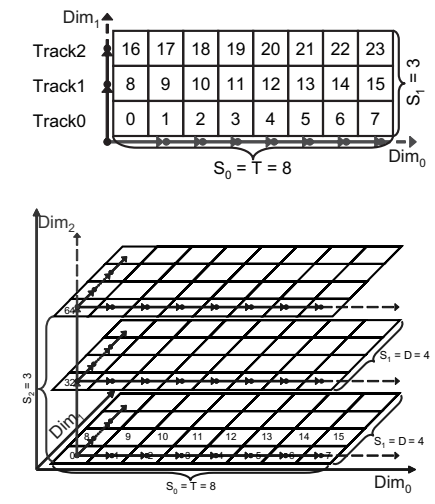 Dim1
Track2 16 17 18 19 20 21 22 23
Track1 8 9 10 11 12 13 14 15
Track0 0 1 2 3 4 5 6 7
S1 = 3
Dim0
S0 = T = 8
Dim2
64
S1 = D = 4
32
S2 = 3
Dim1
8 9 10 11 12 13 14 15
S1 = D = 4
0 1 2 3 4 5 6 7
S0 = T = 8
Dim0